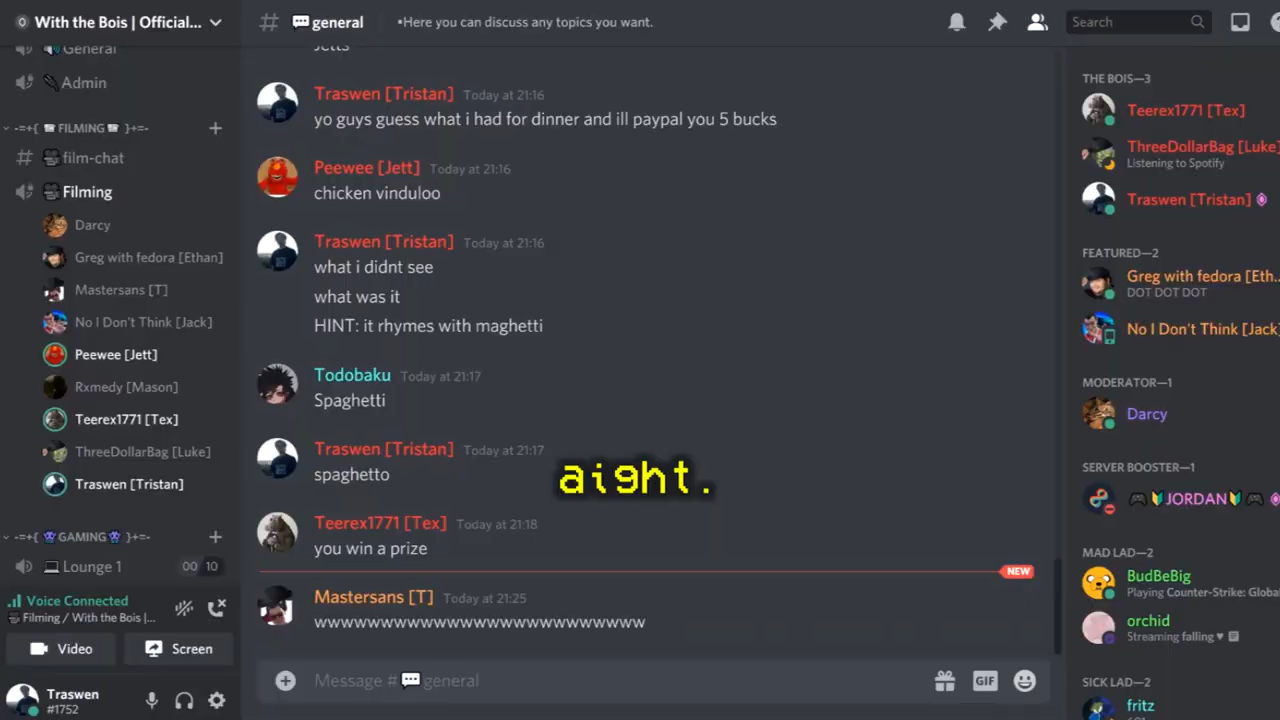 With the Bois | Official...
General
Admin
-=+{ FILMING }+=-
film-chat
Filming
Darcy
Greg with fedora [Ethan]
Mastersans [T]
No I Don't Think [Jack]
Peewee [Jett]
Rxmedy [Mason]
Teerex1771 [Tex]
ThreeDollarBag [Luke]
Traswen [Tristan]
-=+{ GAMING }+=-
Lounge 1 00 10
Voice Connected
Filming / With the Bois |...
Video Screen
Traswen
#1752
# general •Here you can discuss any topics you want.
Search
Jetts
Traswen [Tristan] Today at 21:16
yo guys guess what i had for dinner and ill paypal you 5 bucks
Peewee [Jett] Today at 21:16
chicken vinduloo
Traswen [Tristan] Today at 21:16
what i didnt see
what was it
HINT: it rhymes with maghetti
Todobaku Today at 21:17
Spaghetti
Traswen [Tristan] Today at 21:17
spaghetto
aight.
Teerex1771 [Tex] Today at 21:18
you win a prize
NEW
Mastersans [T] Today at 21:25
wwwwwwwwwwwwwwwwwwwwwwwww
Message # general
GIF
THE BOIS—3
Teerex1771 [Tex]
ThreeDollarBag [Luke]
Listening to Spotify
Traswen [Tristan]
FEATURED—2
Greg with fedora [Eth...
DOT DOT DOT
No I Don't Think [Jack]
MODERATOR—1
Darcy
SERVER BOOSTER—1
JORDAN
MAD LAD—2
BudBeBig
Playing Counter-Strike: Globa
orchid
Streaming falling ♥
SICK LAD—2
fritz